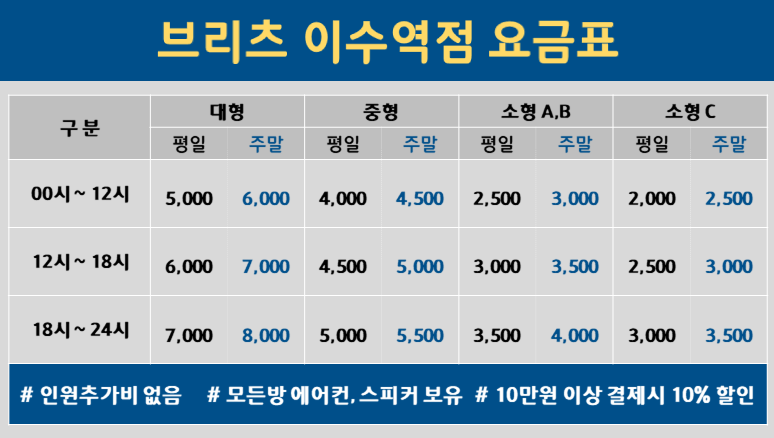 브리츠 이수역점 요금표
구 분 대형 중형 소형 A,B 소형 C
평일 주말 평일 주말 평일 주말 평일 주말
00시 ~ 12시 5,000 6,000 4,000 4,500 2,500 3,000 2,000 2,500
12시 ~ 18시 6,000 7,000 4,500 5,000 3,000 3,500 2,500 3,000
18시 ~ 24시 7,000 8,000 5,000 5,500 3,500 4,000 3,000 3,500
# 인원추가비 없음 # 모든방 에어컨, 스피커 보유 # 10만원 이상 결제시 10% 할인